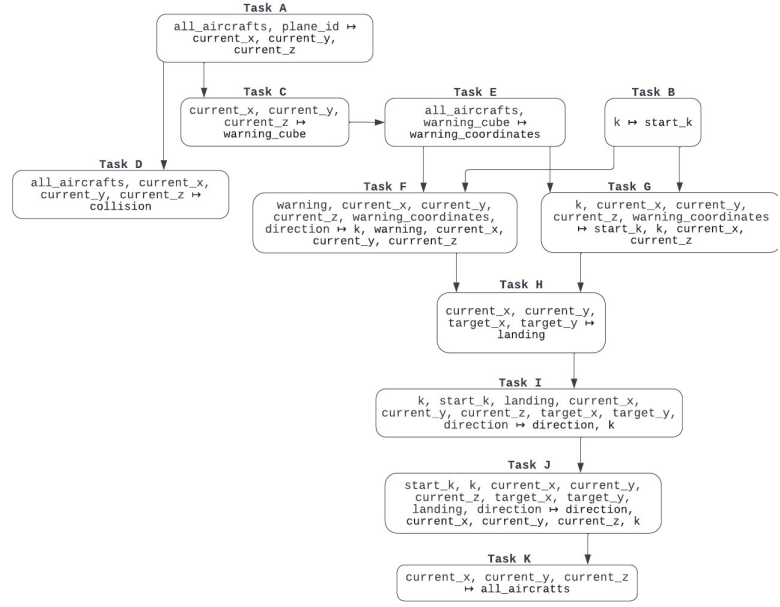 Task A
all_aircrafts, plane_id ↦
current_x, current_y,
current_z
Task C
current_x, current_y,
current_z ↦
warning_cube
Task E
all_aircrafts,
warning_cube ↦
warning_coordinates
Task B
k ↦ start_k
Task D
all_aircrafts, current_x,
current_y, current_z ↦
collision
Task F
warning, current_x, current_y,
current_z, warning_coordinates,
direction ↦ k, warning, current_x,
current_y, currrent_z
Task G
k, current_x, current_y,
current_z, warning_coordinates
↦ start_k, k, current_x,
current_z
Task H
current_x, current_y,
target_x, target_y ↦
landing
Task I
k, start_k, landing, current_x,
current_y, current_z, target_x, target_y,
direction ↦ direction, k
Task J
start_k, k, current_x, current_y,
current_z, target_x, target_y,
landing, direction ↦ direction,
current_x, current_y, current_z, k
Task K
current_x, current_y, current_z
↦ all_aircratts